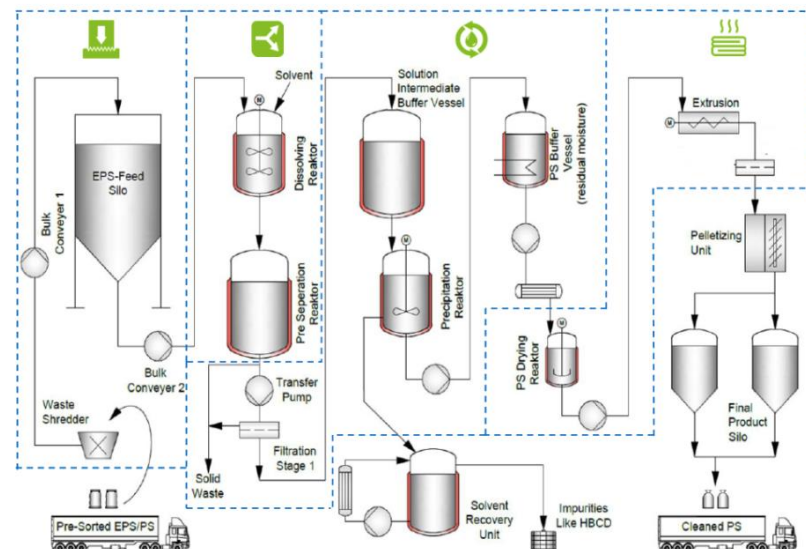 Solvent
M
Dissolving
Reaktor
EPS-Feed
Silo
Bulk
Conveyer 1
Pre Seperation
Reaktor
Bulk
Conveyer 2
Waste
Shredder
Pre-Sorted EPS/PS
Transfer
Pump
Filtration
Stage 1
Solid
Waste
Solution
Intermediate
Buffer Vessel
M
Precipitation
Reaktor
PS Buffer
Vessel
(residual moisture)
M
PS Drying
Reaktor
Solvent
Recovery
Unit
Impurities
Like HBCD
Extrusion
M
Pelletizing
Unit
Final
Product
Silo
Cleaned PS